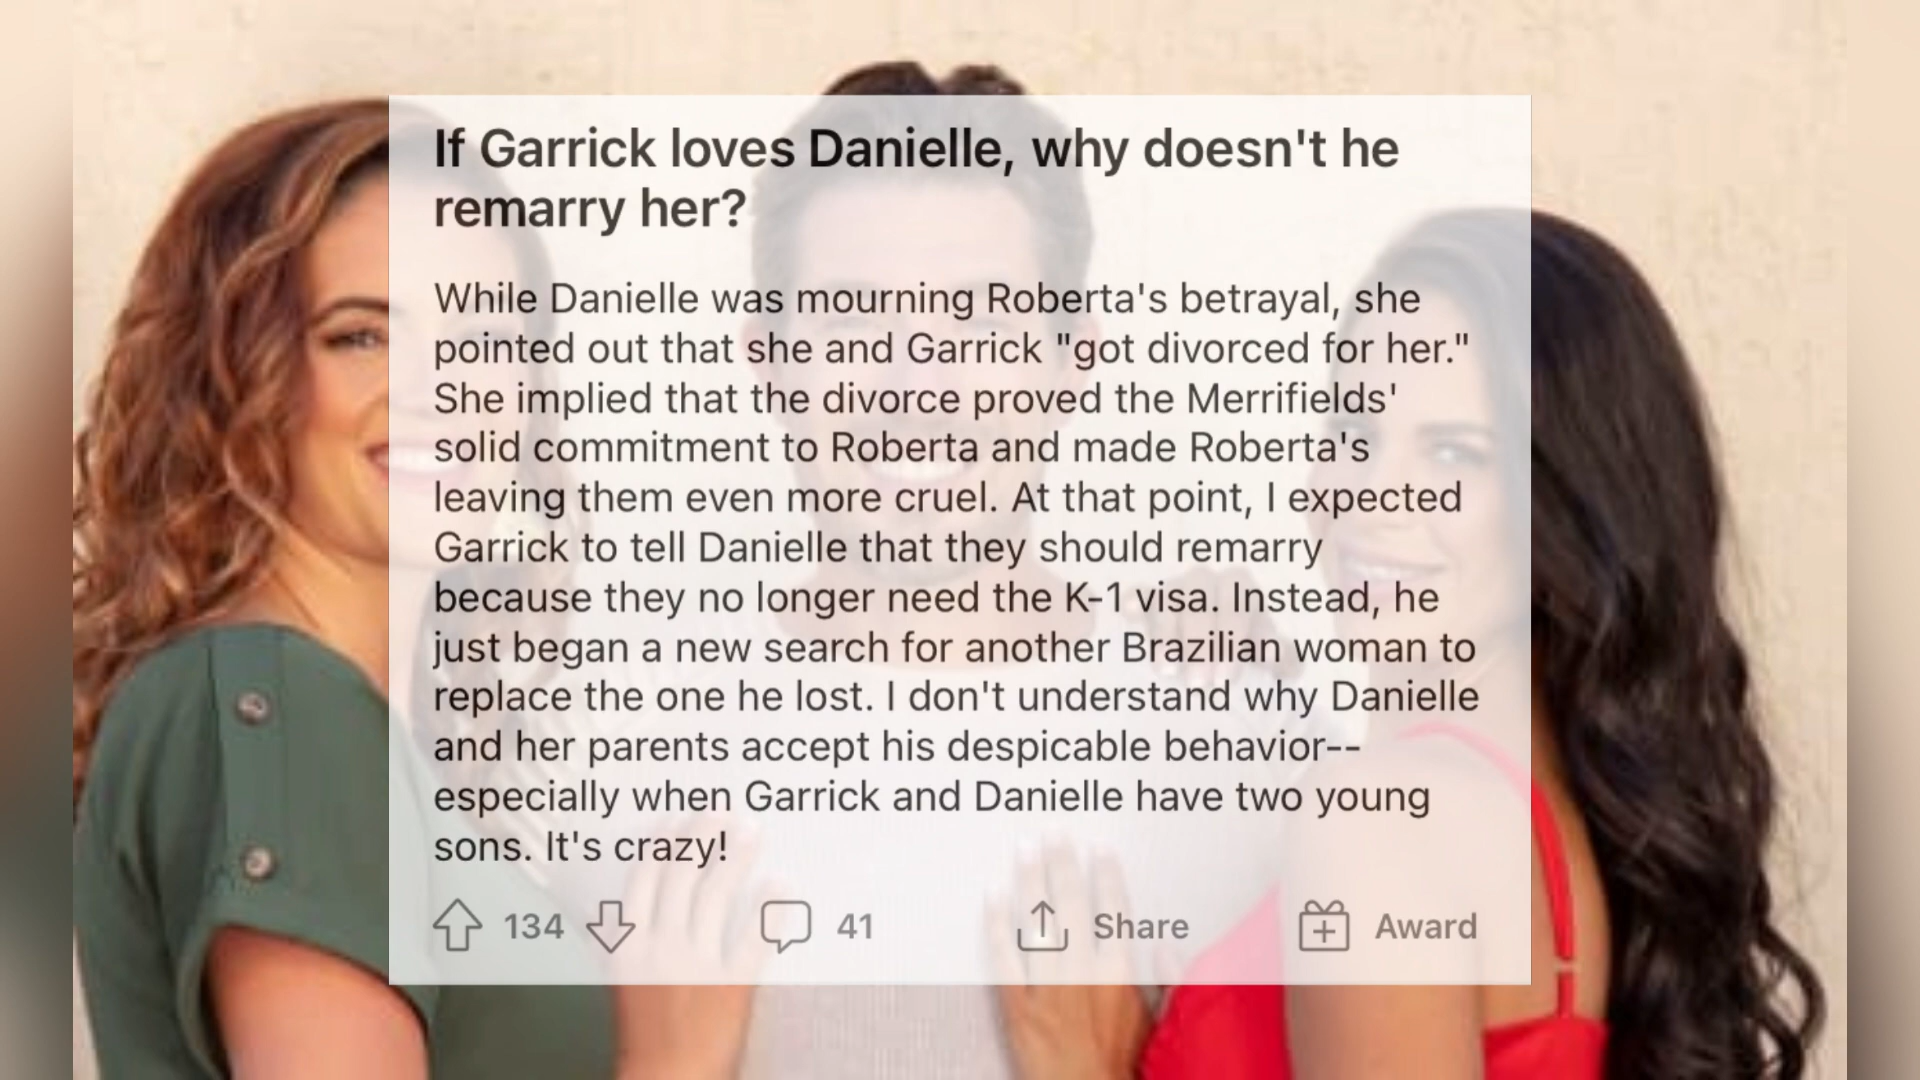 If Garrick loves Danielle, why doesn't he
remarry her?
While Danielle was mourning Roberta's betrayal, she
pointed out that she and Garrick "got divorced for her."
She implied that the divorce proved the Merrifields'
solid commitment to Roberta and made Roberta's
leaving them even more cruel. At that point, I expected
Garrick to tell Danielle that they should remarry
because they no longer need the K-1 visa. Instead, he
just began a new search for another Brazilian woman to
replace the one he lost. I don't understand why Danielle
and her parents accept his despicable behavior--
especially when Garrick and Danielle have two young
sons. It's crazy!
134 41 Share Award